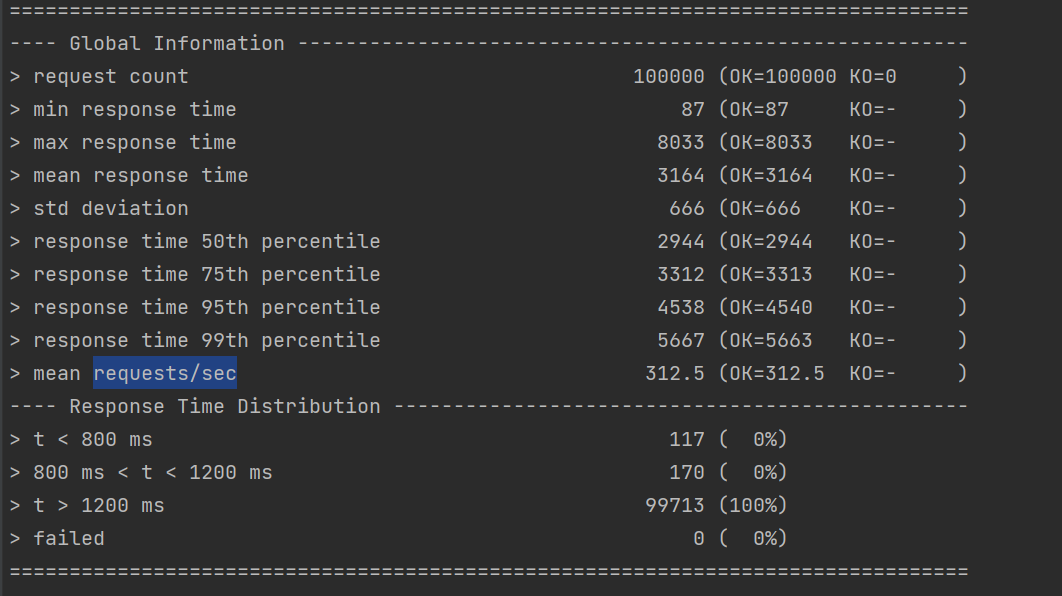 ================================================================================
---- Global Information --------------------------------------------------------
> request count                                     100000 (OK=100000 KO=0     )
> min response time                                     87 (OK=87     KO=-     )
> max response time                                   8033 (OK=8033   KO=-     )
> mean response time                                  3164 (OK=3164   KO=-     )
> std deviation                                        666 (OK=666    KO=-     )
> response time 50th percentile                       2944 (OK=2944   KO=-     )
> response time 75th percentile                       3312 (OK=3313   KO=-     )
> response time 95th percentile                       4538 (OK=4540   KO=-     )
> response time 99th percentile                       5667 (OK=5663   KO=-     )
> mean requests/sec                                  312.5 (OK=312.5  KO=-     )
---- Response Time Distribution ------------------------------------------------
> t < 800 ms                                           117 (  0%)
> 800 ms < t < 1200 ms                                 170 (  0%)
> t > 1200 ms                                        99713 (100%)
> failed                                                 0 (  0%)
================================================================================